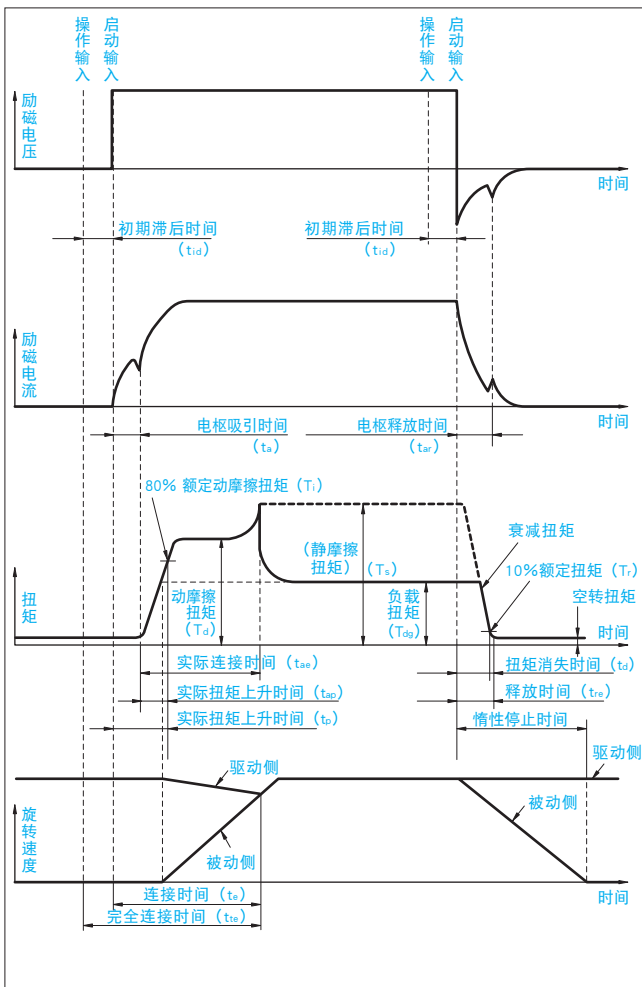 操作输入
启动输入
操作输入
启动输入
励磁电压
时间
初期滞后时间
(tid)
初期滞后时间
(tid)
励磁电流
时间
电枢吸引时间
(ta)
电枢释放时间
(tar)
80% 额定动摩擦扭矩（Ti）
（静摩擦
扭矩）(Ts)
衰减扭矩
10%额定扭矩（Tr）
空转扭矩
扭矩
动摩擦
扭矩
(Td)
负载
扭矩
(Tdg)
时间
实际连接时间（tae）
扭矩消失时间（td）
实际扭矩上升时间（tap）
释放时间（tre）
实际扭矩上升时间（tp）
惰性停止时间
驱动侧
驱动侧
旋转速度
被动侧
被动侧
时间
连接时间（te）
完全连接时间（tte）